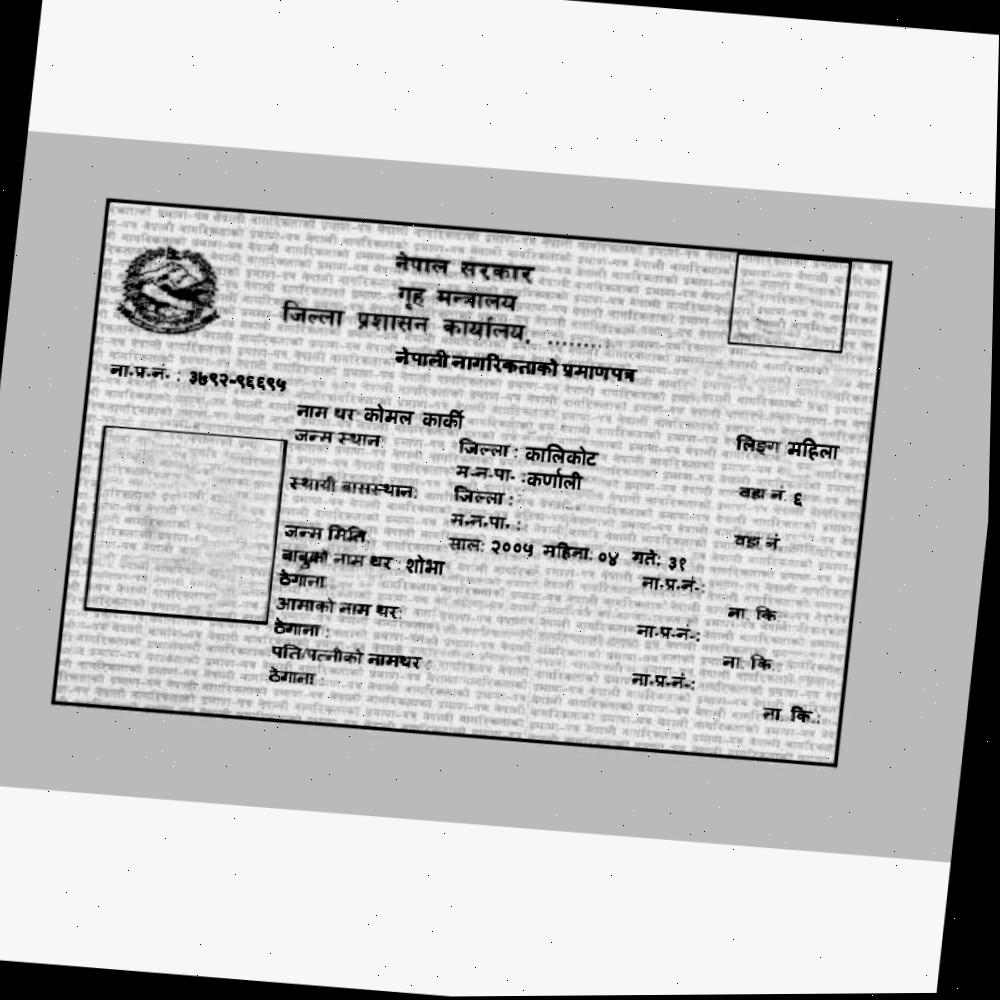 नेपाल सरकार
गृह मन्त्रालय
जिल्ला प्रशासन कार्यालय, ........
नेपाली नागरिकताको प्रमाणपत्र
ना.प्र.नं. : ३७९२-९६६९५
नाम थर: कोमल कार्की
लिङ्ग महिला
जन्म स्थान: जिल्ला : कालिकोट
म.न.पा. : कर्णाली वडा नं. ६
स्थायी बासस्थान: जिल्ला :
म.न.पा. : वडा नं.
जन्म मिति: साल: २००५ महिना: ०४ गते: ३१
बाबुको नाम थर : शोभा ना.प्र.नं.:
ठेगाना ना. कि
आमाको नाम थर: ना.प्र.नं.:
ठेगाना : ना. कि.
पति/पत्नीको नामथर : ना.प्र.नं.:
ठेगाना : ना. कि.: